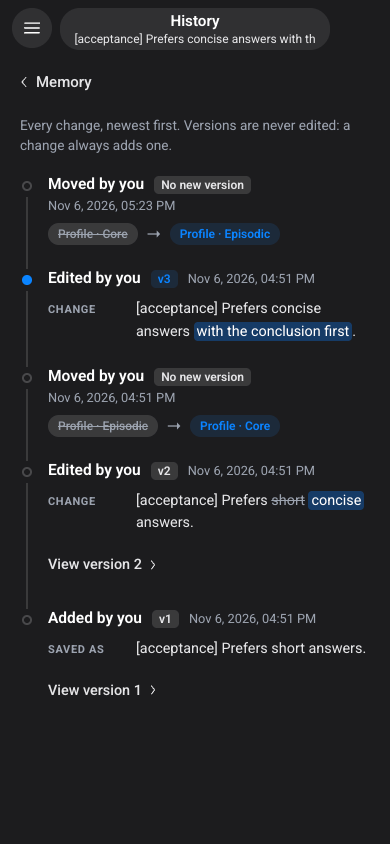 History
[acceptance] Prefers concise answers with th
Memory
Every change, newest first. Versions are never edited: a
change always adds one.
Moved by you No new version
Nov 6, 2026, 05:23 PM
Profile · Core → Profile · Episodic
Edited by you v3 Nov 6, 2026, 04:51 PM
CHANGE [acceptance] Prefers concise
answers with the conclusion first.
Moved by you No new version
Nov 6, 2026, 04:51 PM
Profile · Episodic → Profile · Core
Edited by you v2 Nov 6, 2026, 04:51 PM
CHANGE [acceptance] Prefers short concise
answers.
View version 2
Added by you v1 Nov 6, 2026, 04:51 PM
SAVED AS [acceptance] Prefers short answers.
View version 1